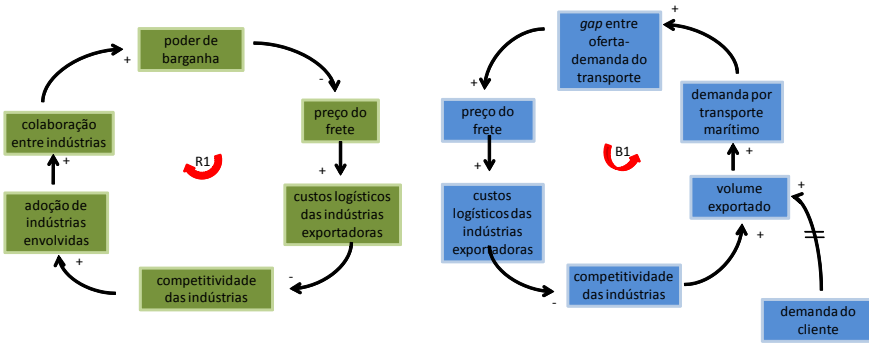 poder de
barganha
+
-
preço do
frete
+
custos logísticos
das indústrias
exportadoras
-
competitividade
das indústrias
+
adoção de
indústrias
envolvidas
+
colaboração
entre indústrias
R1
gap entre
oferta-
demanda do
transporte
+
+
preço do
frete
+
custos
logísticos das
indústrias
exportadoras
-
competitividade
das indústrias
+
volume
exportado
+
+
demanda por
transporte
marítimo
B1
demanda do
cliente